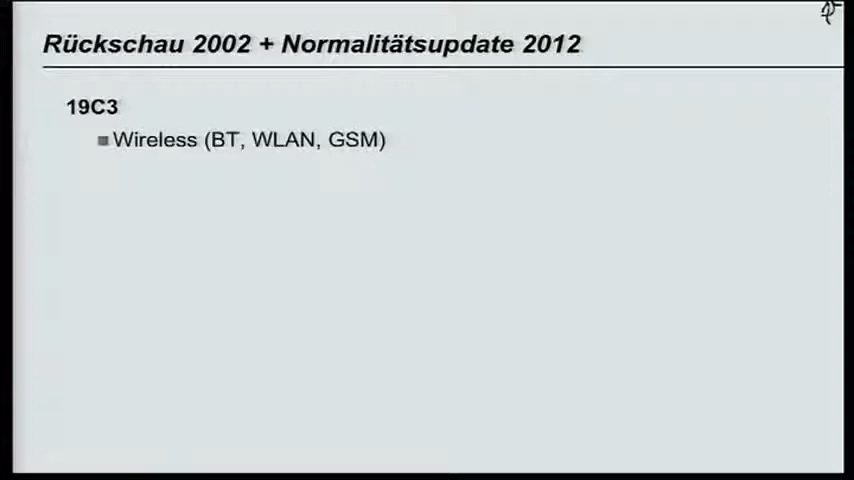 Rückschau 2002 + Normalitätsupdate 2012
19C3
Wireless (BT, WLAN, GSM)